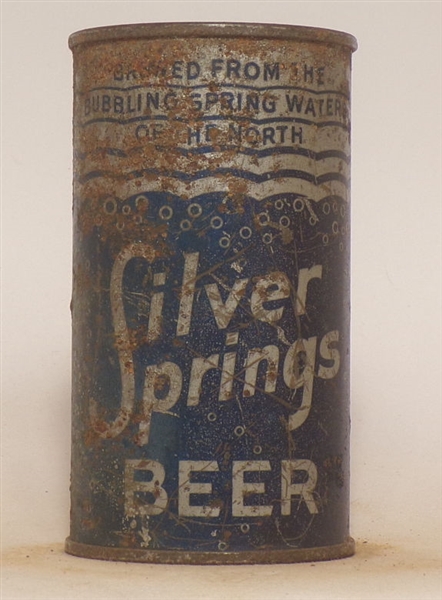 BREWED FROM THE
BUBBLING SPRING WATERS
OF THE NORTH
Silver
Springs
BEER